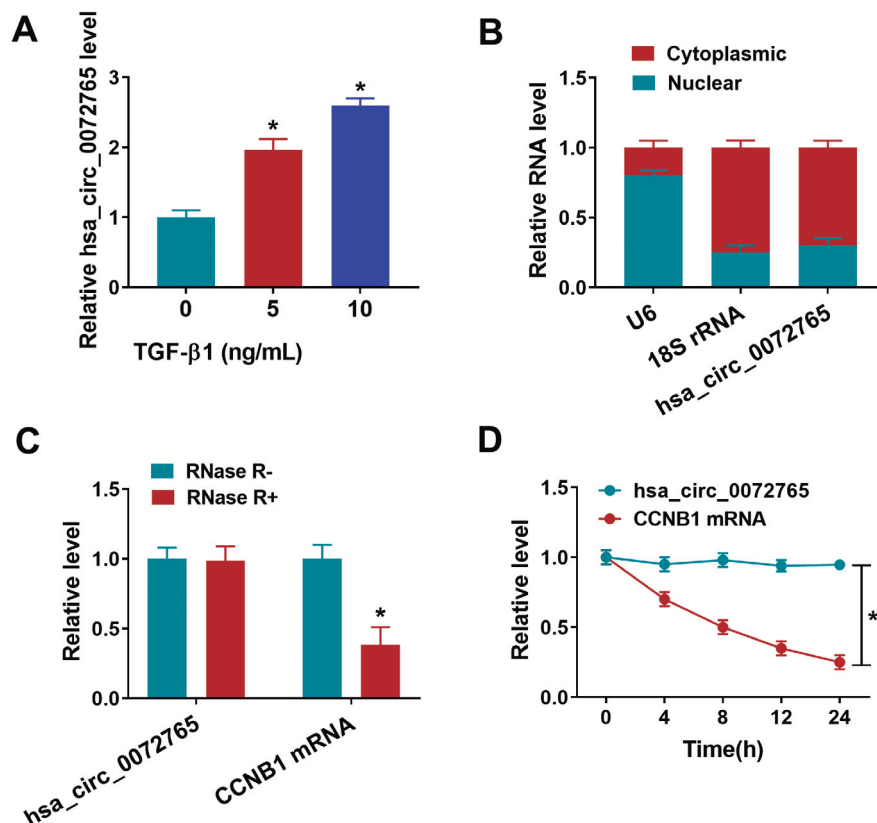 A
Relative hsa_circ_0072765 level
3
2
1
0
*
*
0 5 10
TGF-β1 (ng/mL)
B
Cytoplasmic
Nuclear
Relative RNA level
1.5
1.0
0.5
0.0
U6
18S rRNA
hsa_circ_0072765
C
RNase R-
RNase R+
Relative level
1.5
1.0
0.5
0.0
*
hsa_circ_0072765
CCNB1 mRNA
D
hsa_circ_0072765
CCNB1 mRNA
Relative level
1.5
1.0
0.5
0.0
*
0 4 8 12 24
Time(h)